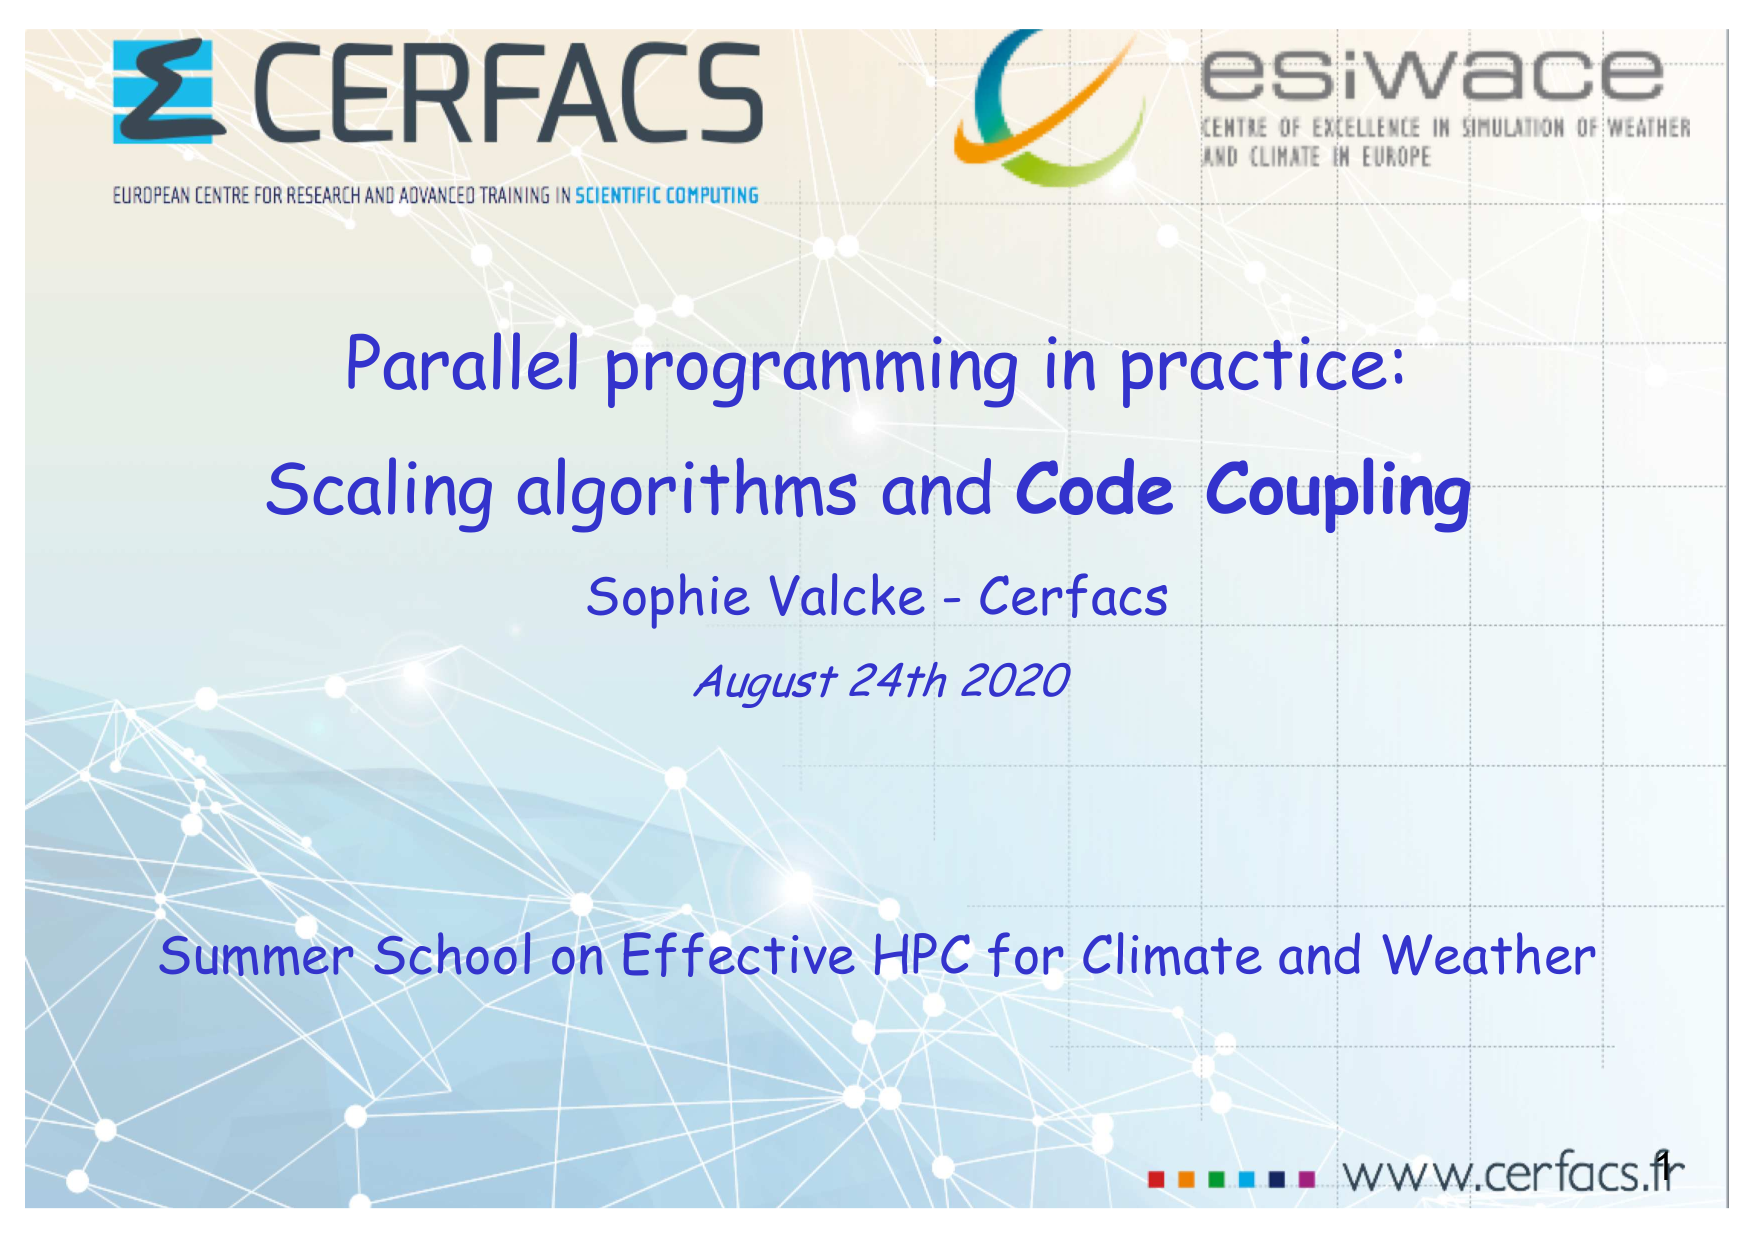 CERFACS
EUROPEAN CENTRE FOR RESEARCH AND ADVANCED TRAINING IN SCIENTIFIC COMPUTING
esiwace
CENTRE OF EXCELLENCE IN SIMULATION OF WEATHER
AND CLIMATE IN EUROPE
Parallel programming in practice:
Scaling algorithms and Code Coupling
Sophie Valcke - Cerfacs
August 24th 2020
Summer School on Effective HPC for Climate and Weather
www.cerfacs.fr
1